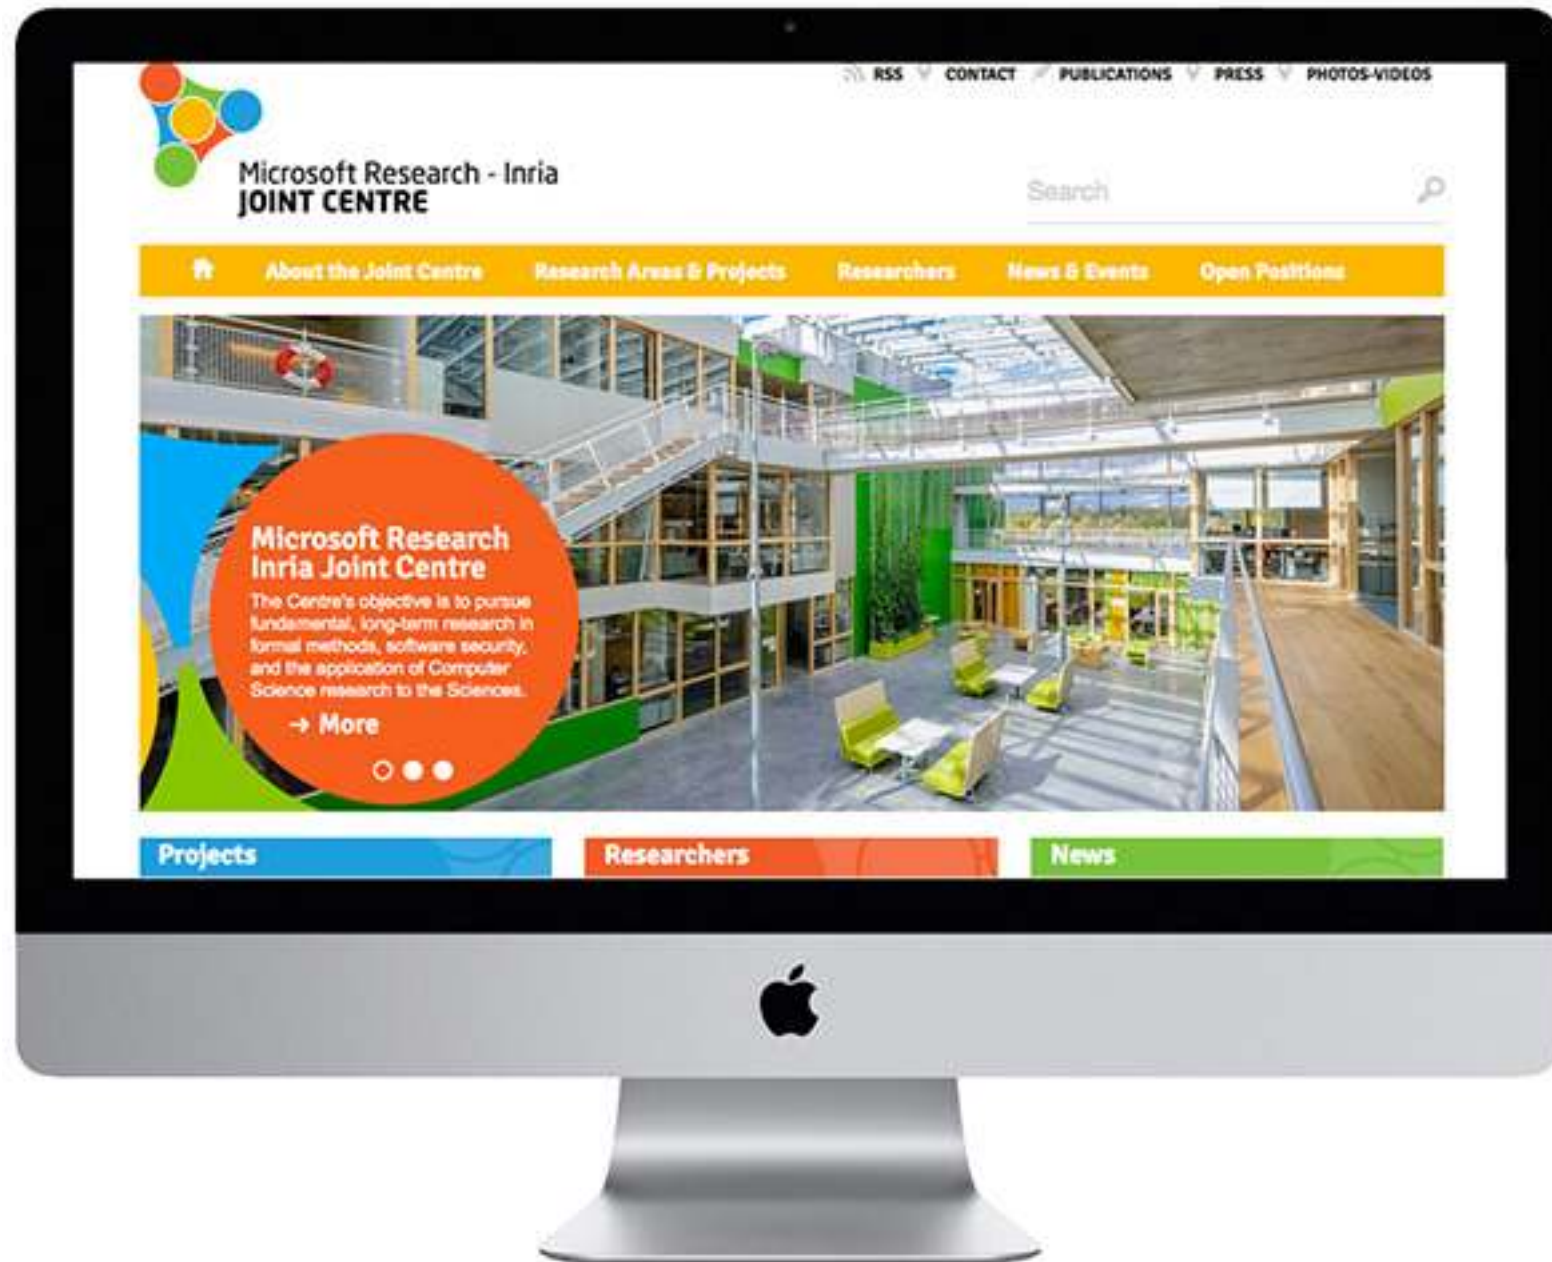 RSS CONTACT PUBLICATIONS PRESS PHOTOS-VIDEOS
Microsoft Research - Inria
JOINT CENTRE
Search
About the Joint Centre Research Areas & Projects Researchers News & Events Open Positions
Microsoft Research
Inria Joint Centre
The Centre's objective is to pursue
fundamental, long-term research in
formal methods, software security,
and the application of Computer
Science research to the Sciences.
→ More
Projects Researchers News